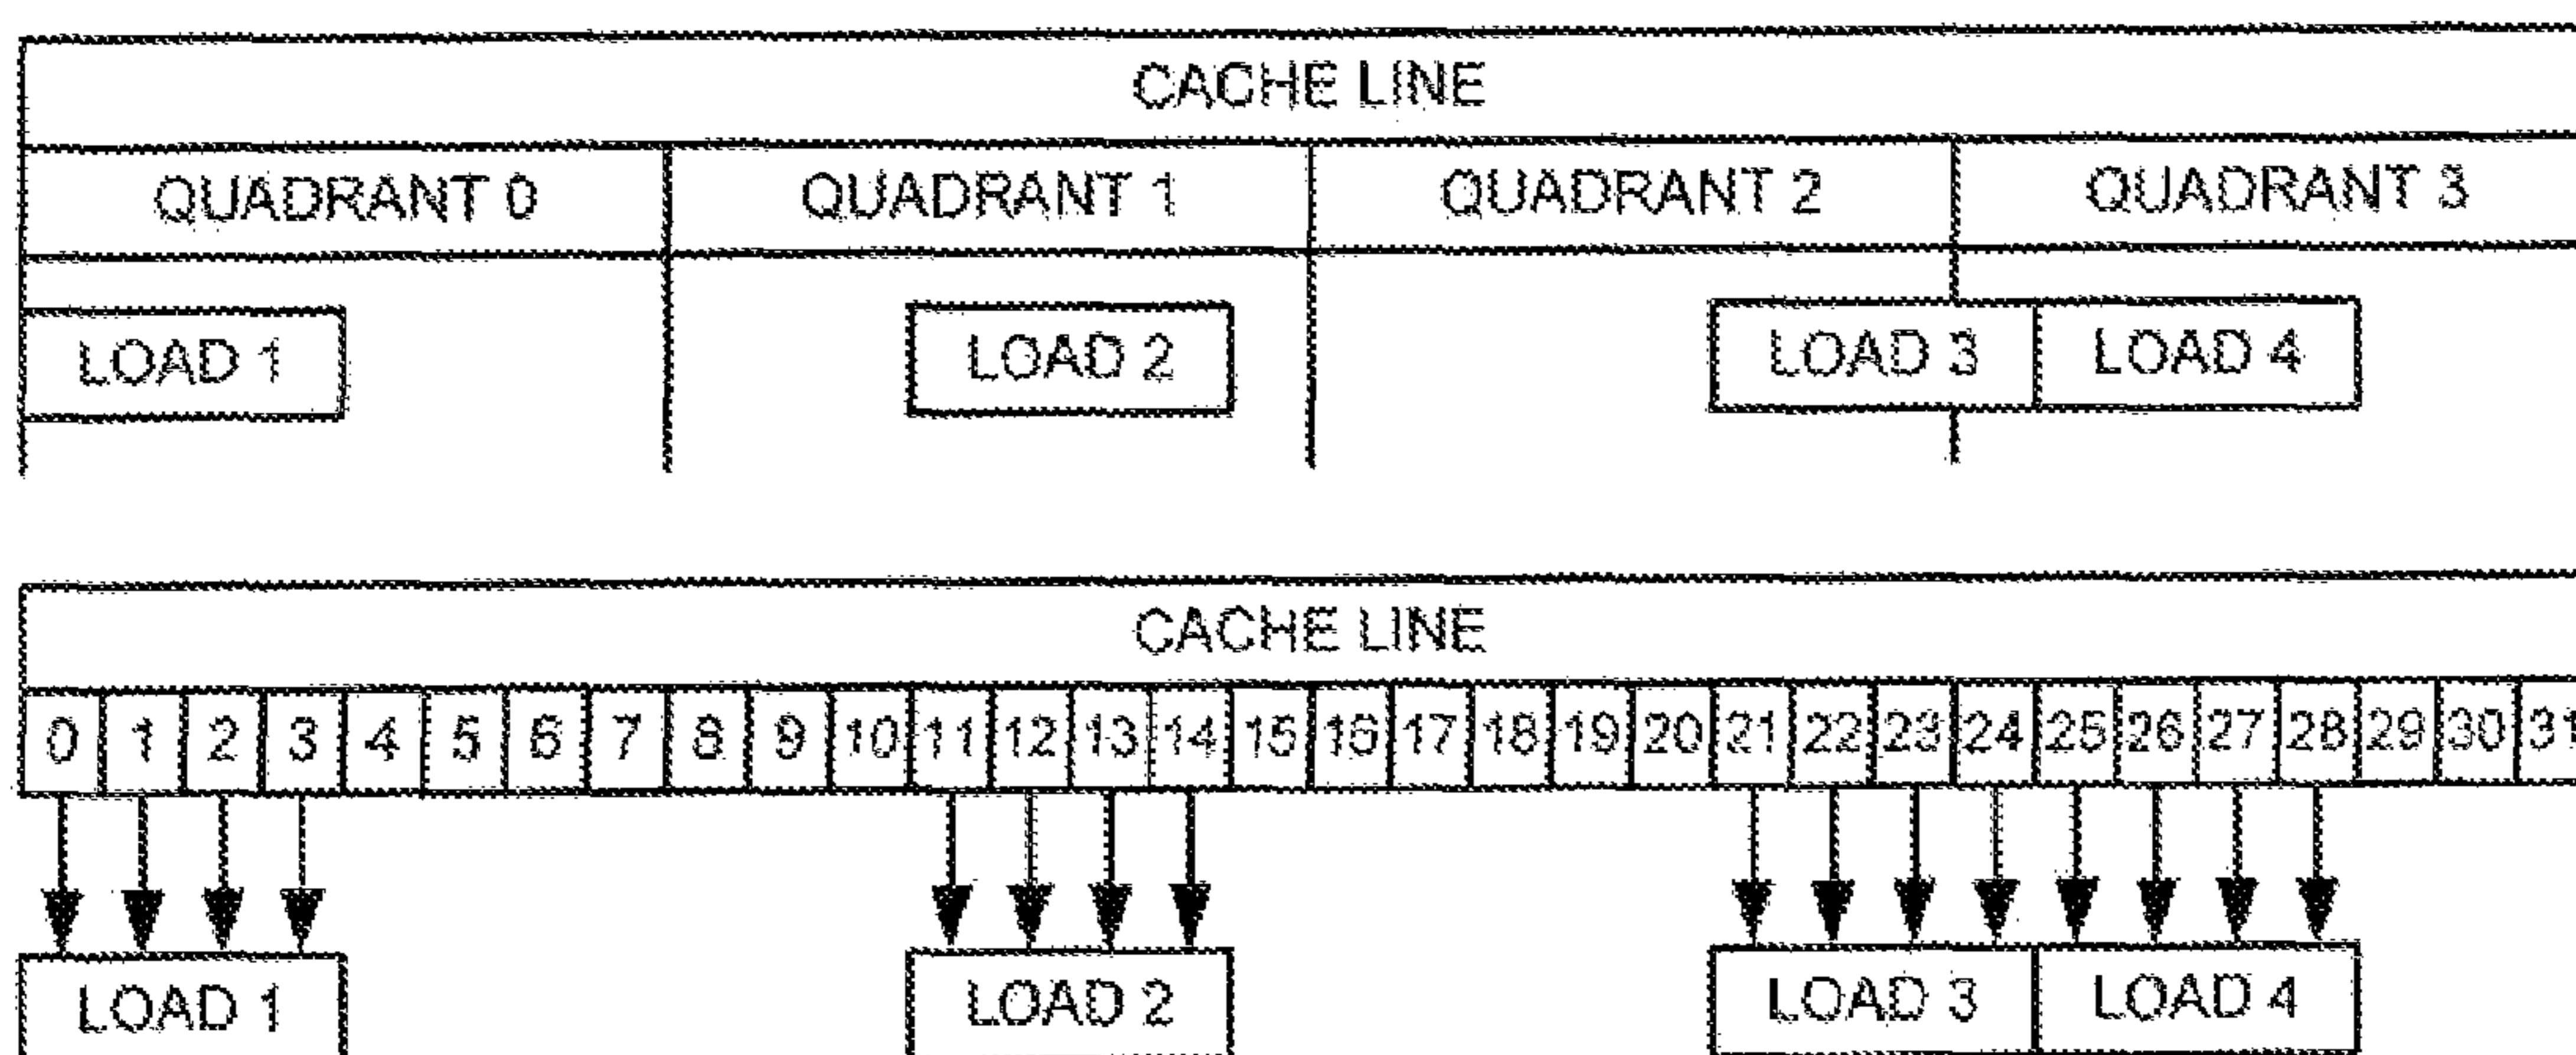 CACHE LINE
QUADRANT 0 QUADRANT 1 QUADRANT 2 QUADRANT 3
LOAD 1 LOAD 2 LOAD 3 LOAD 4
CACHE LINE
0 1 2 3 4 5 6 7 8 9 10 11 12 13 14 15 16 17 18 19 20 21 22 23 24 25 26 27 28 29 30 31
LOAD 1 LOAD 2 LOAD 3 LOAD 4